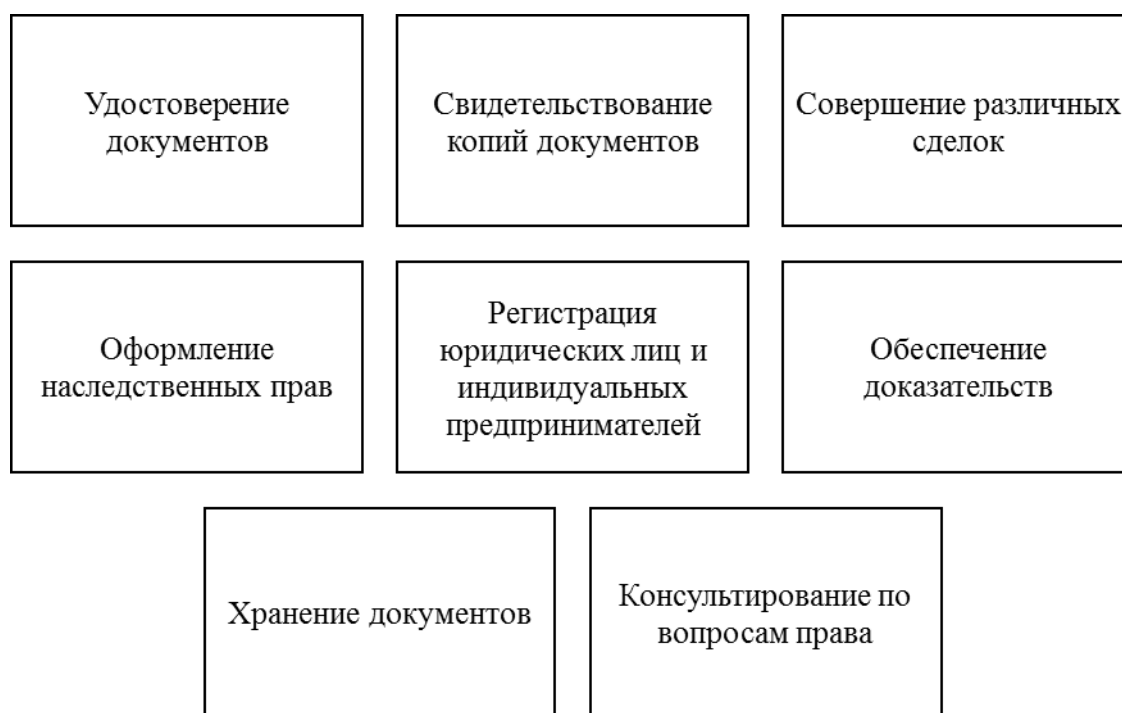 Удостоверение
документов
Свидетельствование
копий документов
Совершение различных
сделок
Оформление
наследственных прав
Регистрация
юридических лиц и
индивидуальных
предпринимателей
Обеспечение
доказательств
Хранение документов
Консультирование по
вопросам права